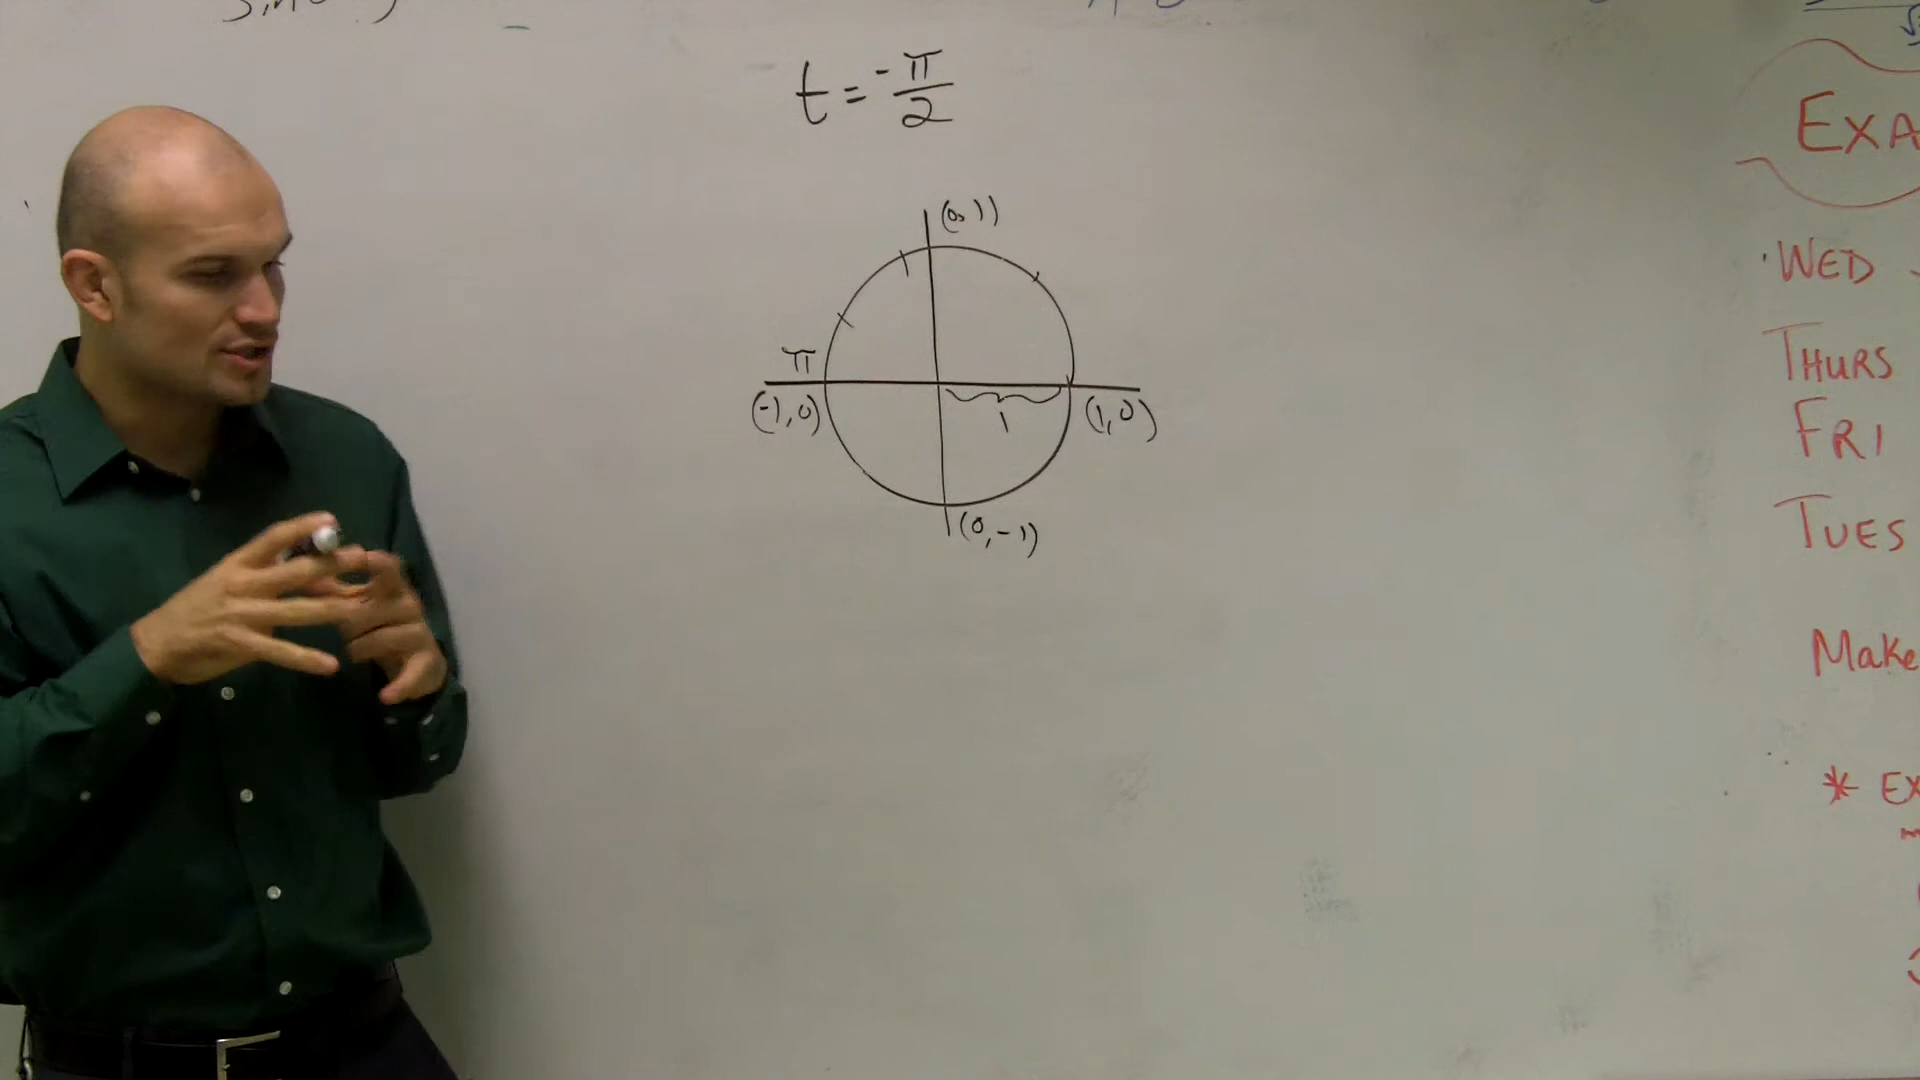 t = -π/2
(0,1)
π
(-1,0)
1
(1,0)
(0,-1)
EXA
WED
THURS
FRI
TUES
Make
* EX